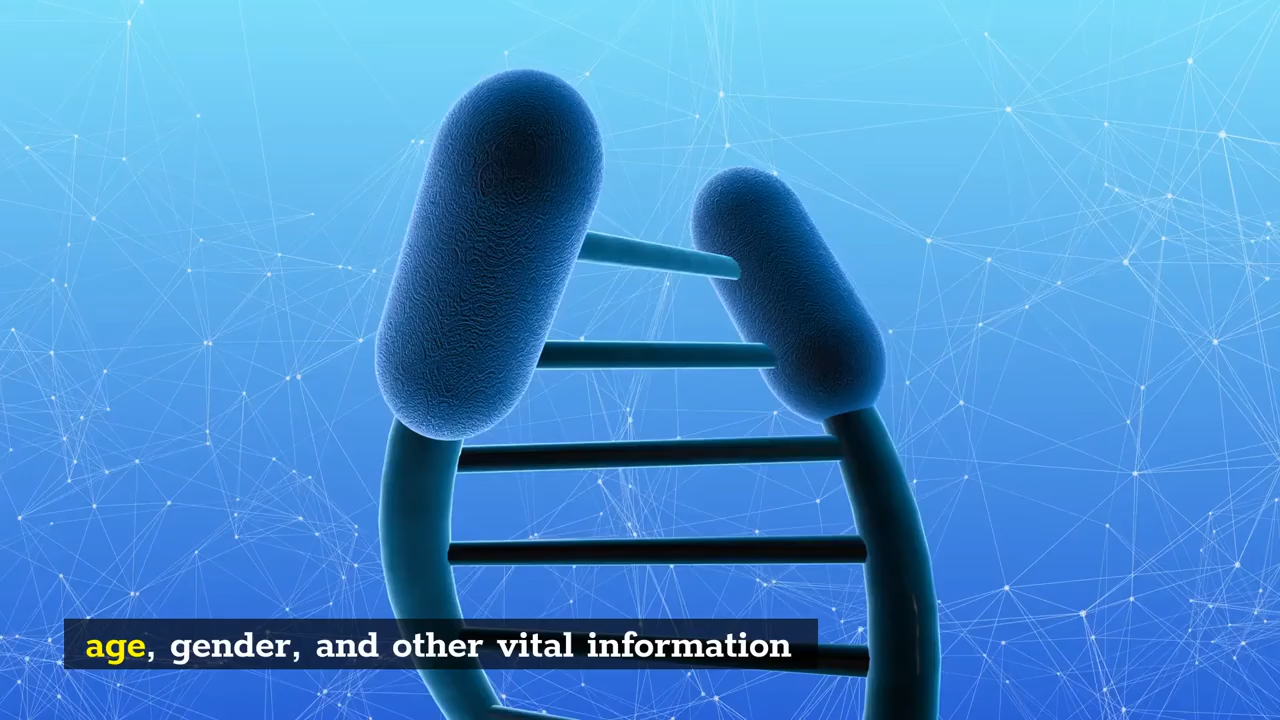 age, gender, and other vital information